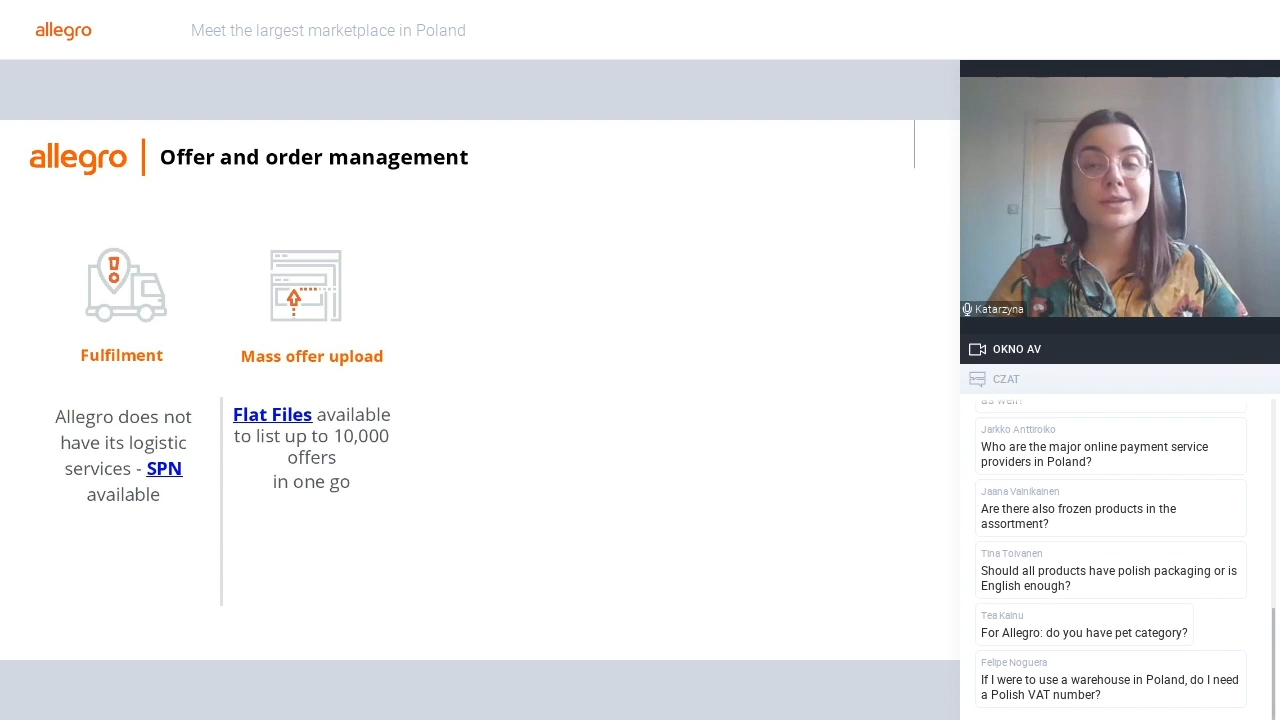 allegro
Meet the largest marketplace in Poland
allegro
Offer and order management
Fulfilment
Allegro does not
have its logistic
services - SPN
available
Mass offer upload
Flat Files available
to list up to 10,000
offers
in one go
Katarzyna
OKNO AV
CZAT
as well?
Jarkko Anttiroiko
Who are the major online payment service
providers in Poland?
Jaana Vainikainen
Are there also frozen products in the
assortment?
Tina Toivanen
Should all products have polish packaging or is
English enough?
Tea Kainu
For Allegro: do you have pet category?
Felipe Noguera
If I were to use a warehouse in Poland, do I need
a Polish VAT number?